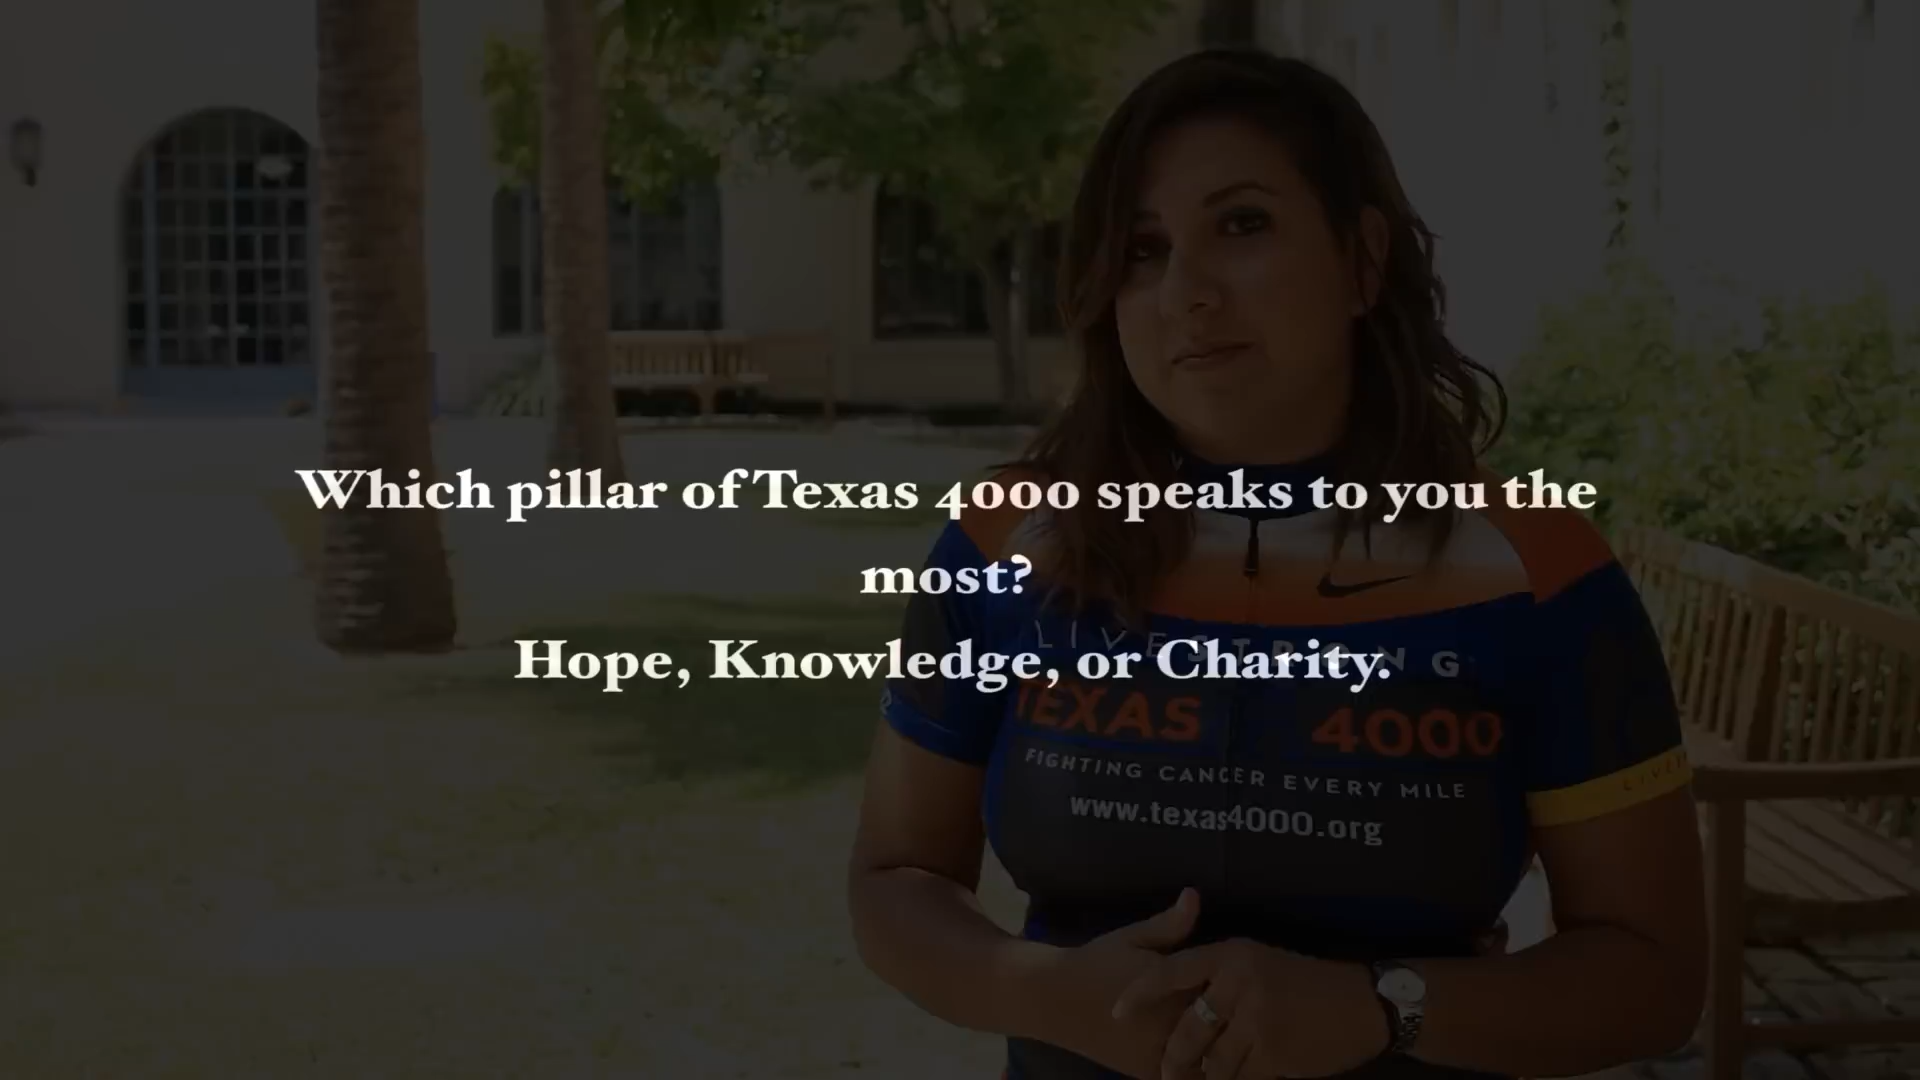 Which pillar of Texas 4000 speaks to you the
most?
Hope, Knowledge, or Charity.
LIVESTRONG
TEXAS 4000
FIGHTING CANCER EVERY MILE
www.texas4000.org